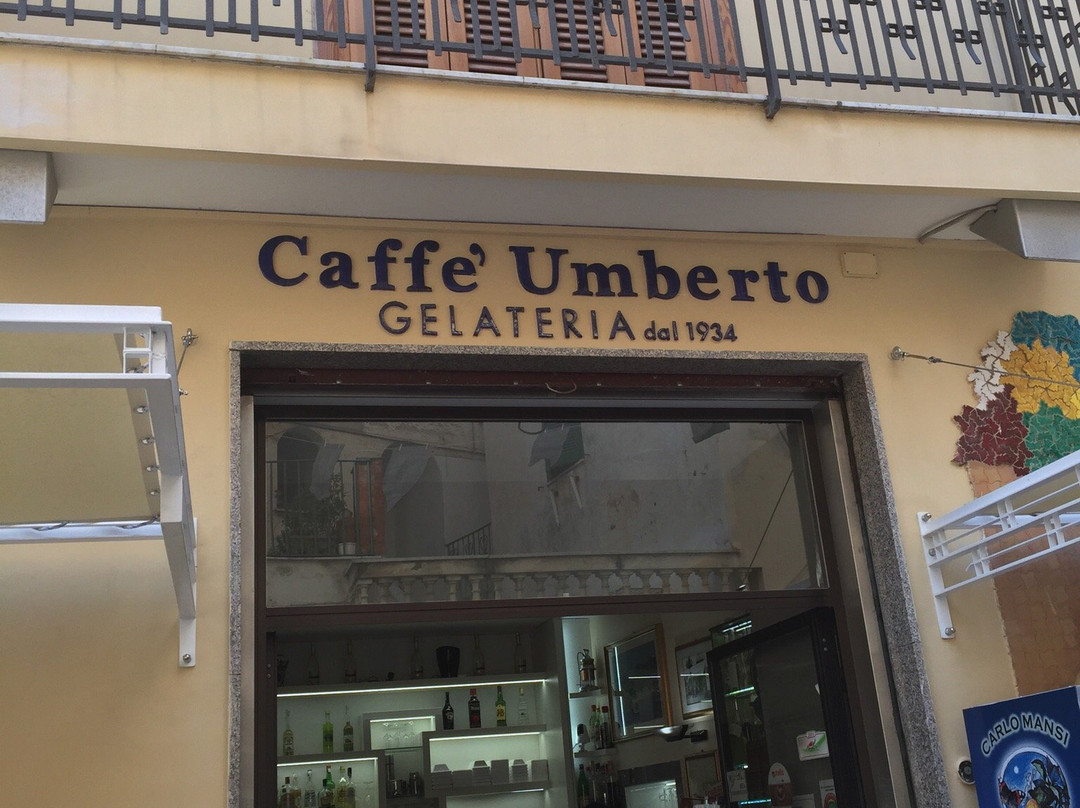 Caffe' Umberto
GELATERIA dal 1934
CARLO MANSI